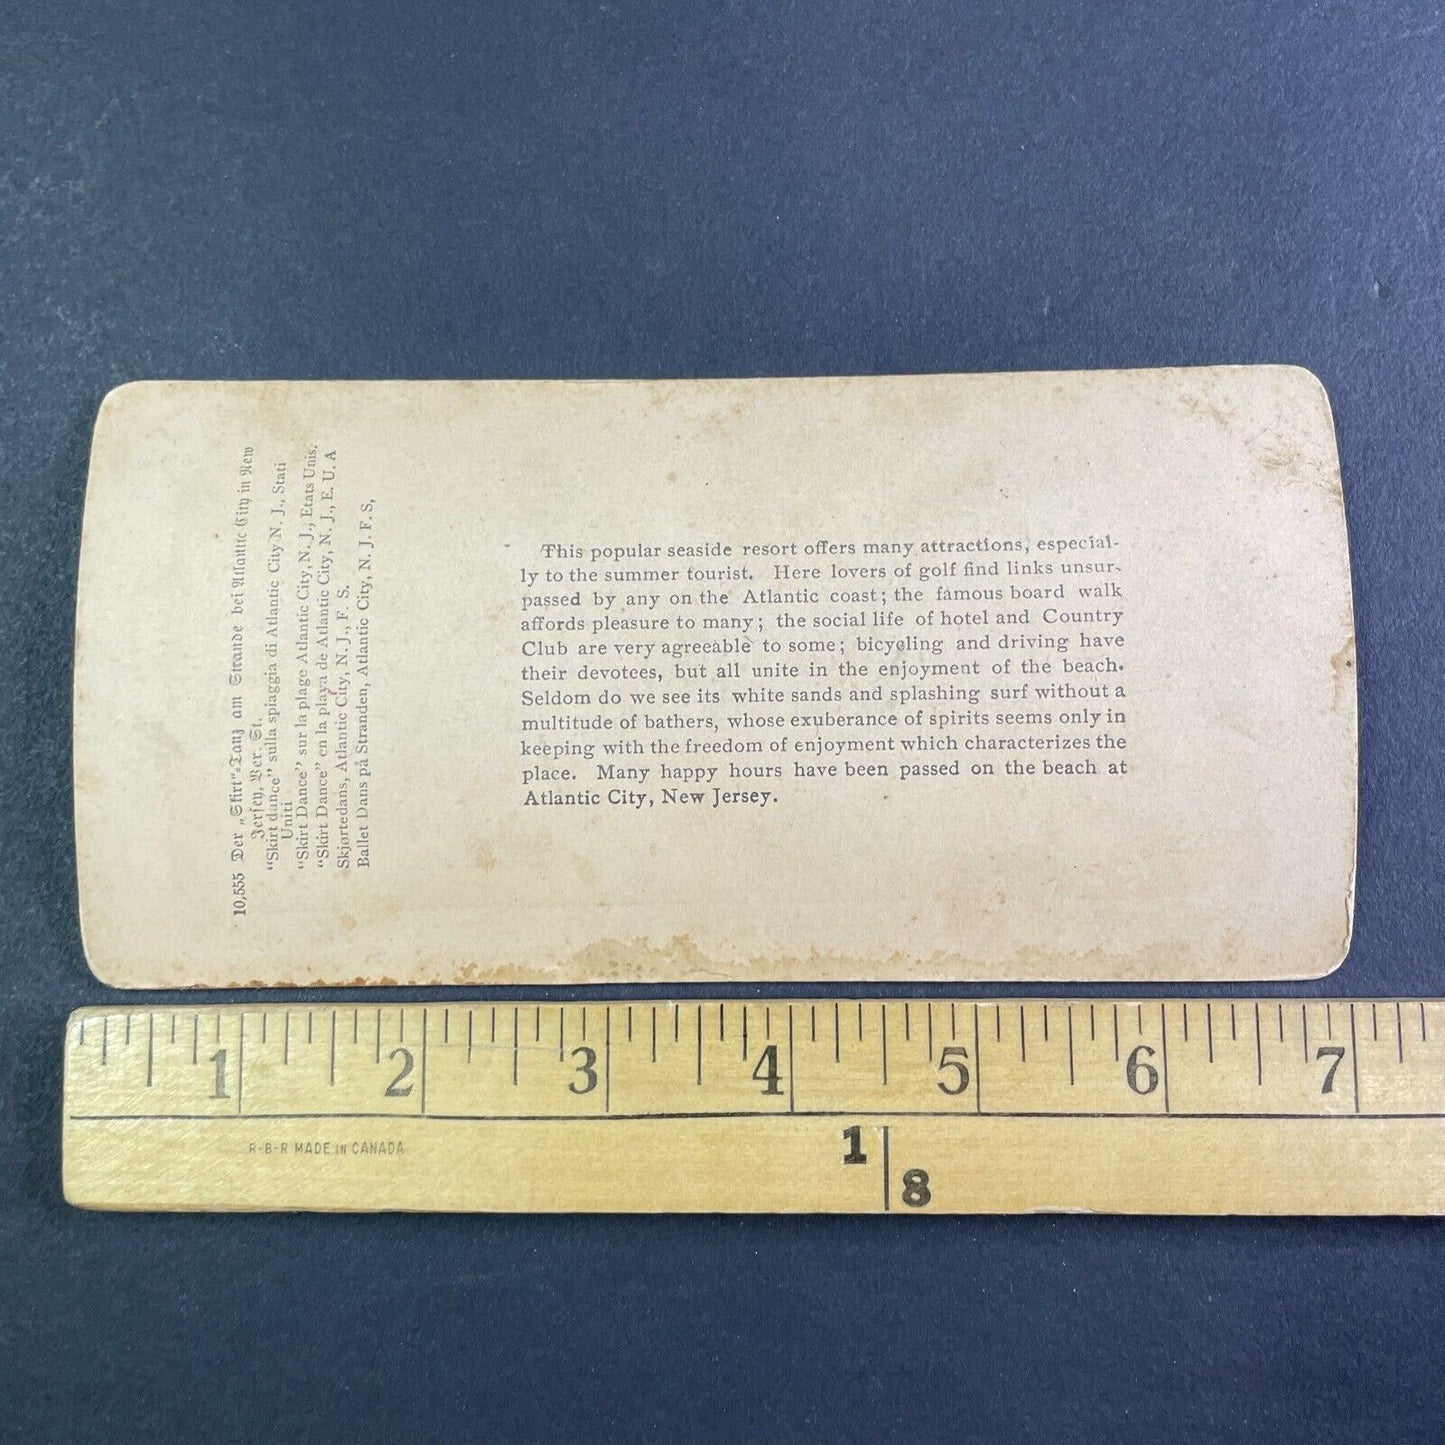 10,555 Der „Skirt"=Tanz am Strande bei Atlantic City in New
Jersey, Ver. St.
"Skirt dance" sulla spiaggia di Atlantic City N. J., Stati
Uniti
"Skirt Dance" sur la plage Atlantic City, N. J., Etats Unis.
"Skirt Dance" en la playa de Atlantic City, N. J., E. U. A
Skjørtedans, Atlantic City, N. J., F. S.
Ballet Dans på Stranden, Atlantic City, N. J. F. S,
This popular seaside resort offers many attractions, especial-
ly to the summer tourist. Here lovers of golf find links unsur-
passed by any on the Atlantic coast; the famous board walk
affords pleasure to many; the social life of hotel and Country
Club are very agreeable to some; bicycling and driving have
their devotees, but all unite in the enjoyment of the beach.
Seldom do we see its white sands and splashing surf without a
multitude of bathers, whose exuberance of spirits seems only in
keeping with the freedom of enjoyment which characterizes the
place. Many happy hours have been passed on the beach at
Atlantic City, New Jersey.
1 2 3 4 5 6 7
R-B-R MADE IN CANADA
1
8